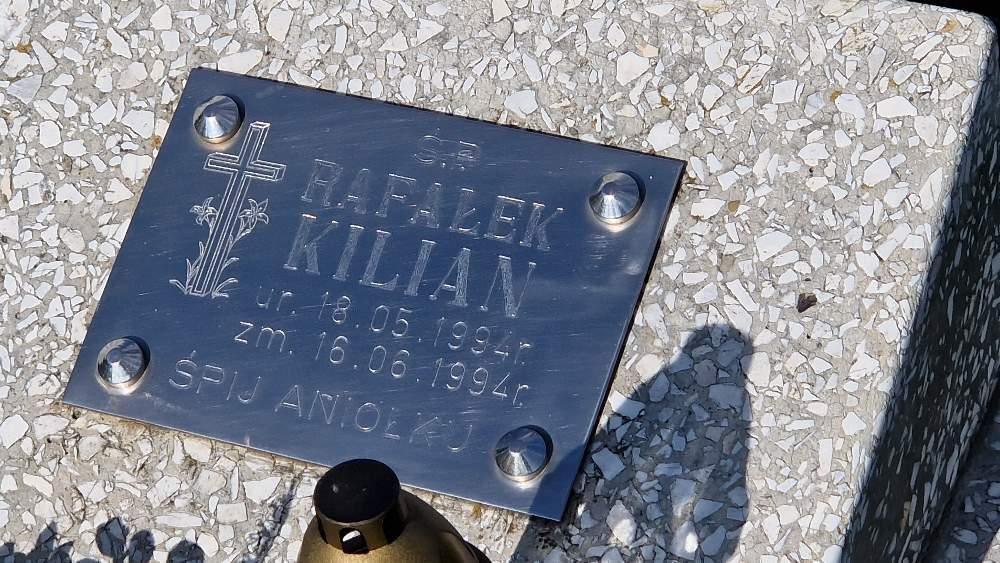 Ś.P.
RAFAŁEK
KILIAN
ur. 18.05.1994r.
zm. 16.06.1994r.
ŚPIJ ANIOŁKU